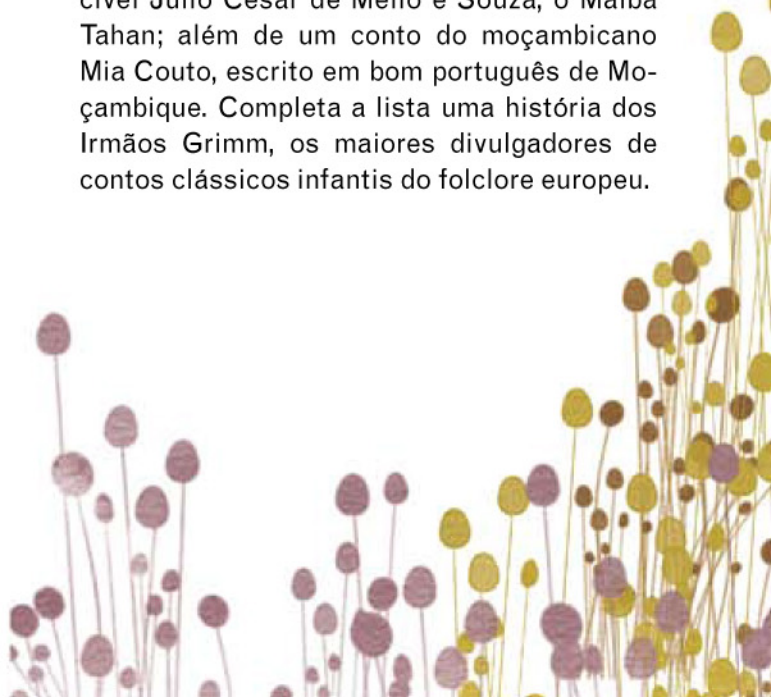 cível Júlio César de Mello e Souza, o Malba
Tahan; além de um conto do moçambicano
Mia Couto, escrito em bom português de Mo-
çambique. Completa a lista uma história dos
Irmãos Grimm, os maiores divulgadores de
contos clássicos infantis do folclore europeu.